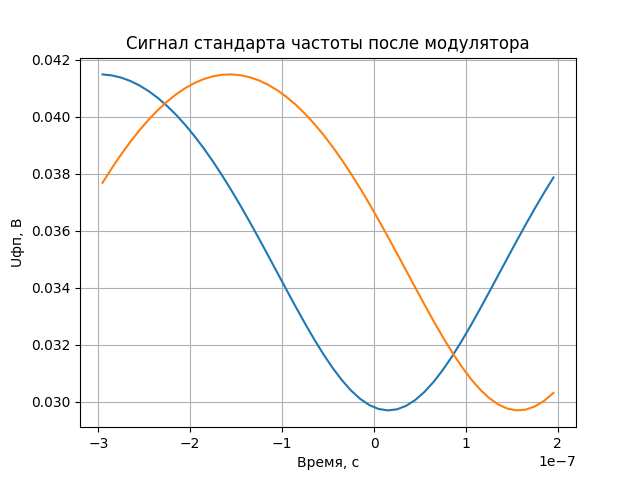 Сигнал стандарта частоты после модулятора
Uфп, В
0.042
0.040
0.038
0.036
0.034
0.032
0.030
−3 −2 −1 0 1 2
1e−7
Время, с